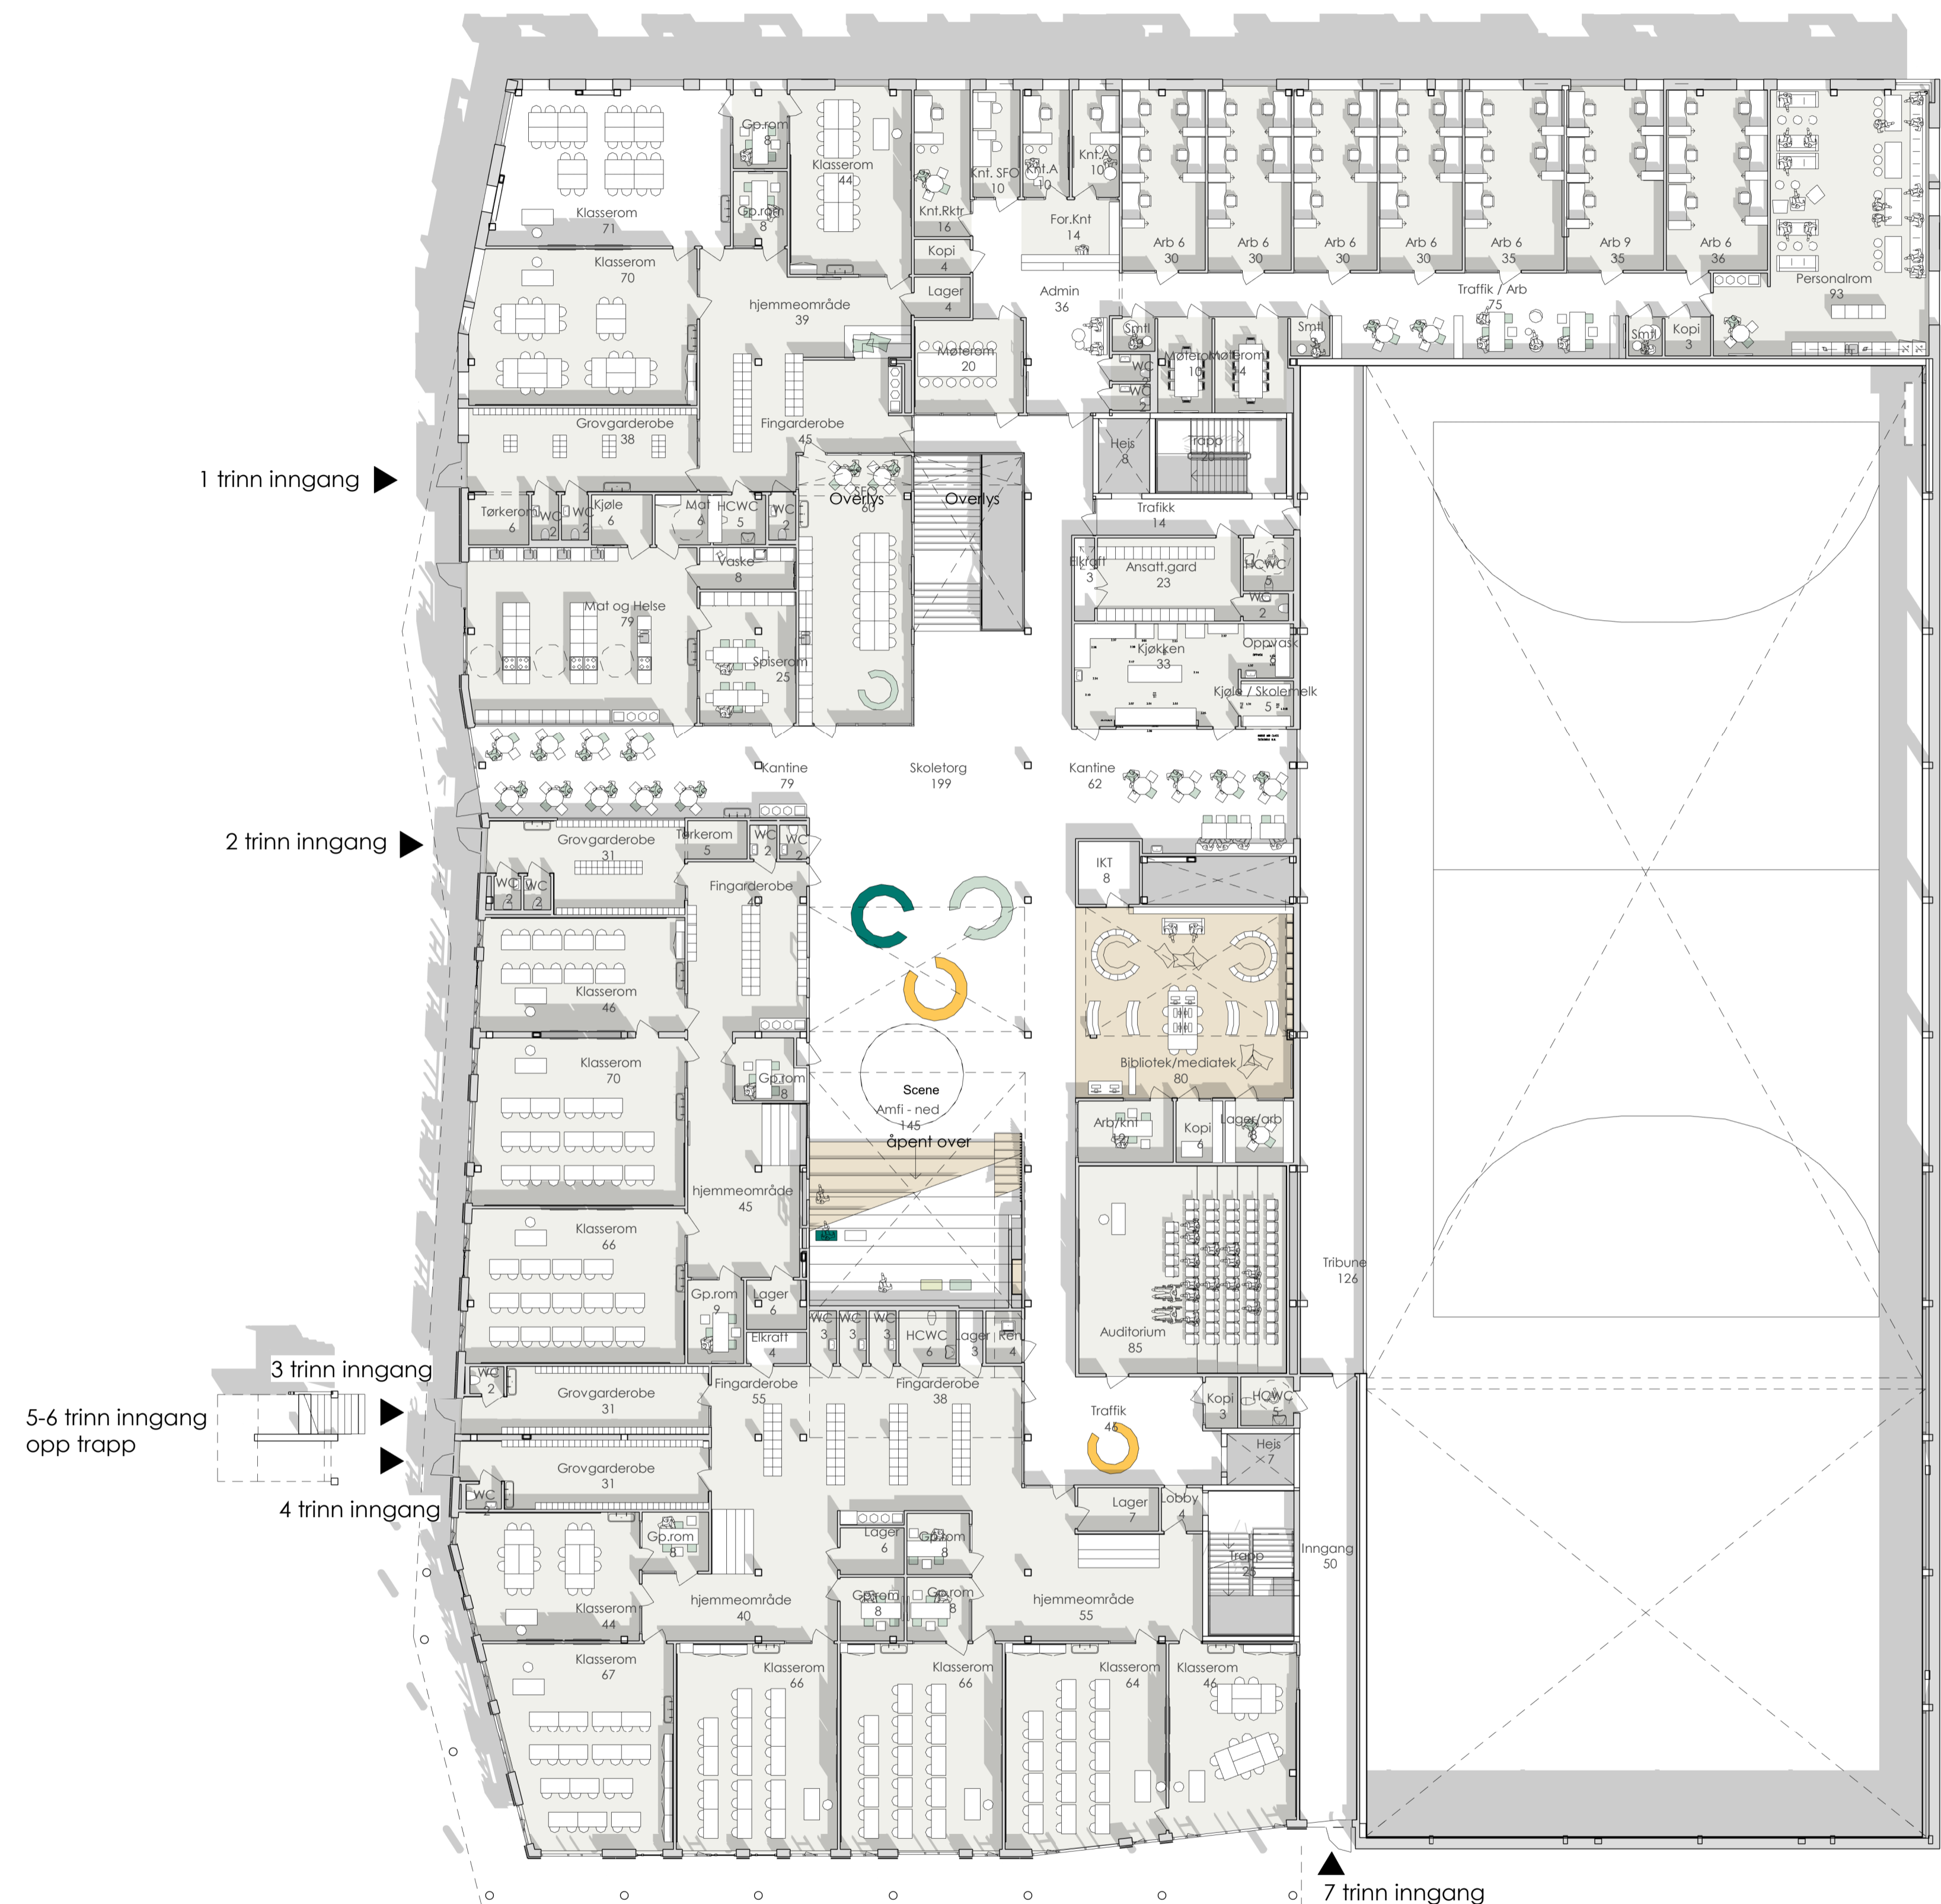 Klasserom
71
Gp.rom
8
Gp.rom
8
Klasserom
44
Knt.Rktr
16
Knt. SFO
10
Knt.A
10
Knt.A
10
For.Knt
14
Kopi
4
Lager
4
Arb 6
30
Arb 6
30
Arb 6
30
Arb 6
30
Arb 6
35
Arb 9
35
Arb 6
36
Personalrom
93
Klasserom
70
hjemmeområde
39
Admin
36
Traffik / Arb
75
Møterom
20
Smtl
WC
WC
2
Møterom
10
Møterom
14
Smtl
Smtl
Kopi
3
Grovgarderobe
38
Fingarderobe
45
Heis
8
Trapp
20
1 trinn inngang
Tørkerom
6
WC
2
WC
2
Kjøle
6
Mat
6
HCWC
5
WC
2
SFO
60
Overlys
Overlys
Trafikk
14
Elkraft
3
Ansatt.gard
23
HCWC
5
WC
2
Vaske
8
Mat og Helse
79
Spiserom
25
Kjøkken
33
Oppvask
Kjøle / Skolemelk
5
Kantine
79
Skoletorg
199
Kantine
62
2 trinn inngang
Grovgarderobe
31
Tørkerom
5
WC
2
WC
2
WC
2
WC
2
Fingarderobe
IKT
8
Klasserom
46
Klasserom
70
Gp.rom
8
Scene
Amfi - ned
145
åpent over
Bibliotek/mediatek
80
Arb/knt
12
Kopi
6
Lager/arb
8
hjemmeområde
45
Klasserom
66
Gp.rom
9
Lager
6
Elkraft
4
WC
3
WC
3
WC
3
HCWC
6
Lager
3
Ren
4
Auditorium
85
Tribune
126
3 trinn inngang
5-6 trinn inngang
opp trapp
4 trinn inngang
WC
2
Grovgarderobe
31
Fingarderobe
55
Fingarderobe
38
Traffik
45
Kopi
3
HCWC
5
Heis
7
Grovgarderobe
31
WC
2
Gp.rom
8
Lager
6
Gp.rom
8
Lager
7
Lobby
4
Trapp
25
Inngang
50
Klasserom
44
hjemmeområde
40
Gp.rom
8
Gp.rom
8
hjemmeområde
55
Klasserom
67
Klasserom
66
Klasserom
66
Klasserom
64
Klasserom
46
7 trinn inngang